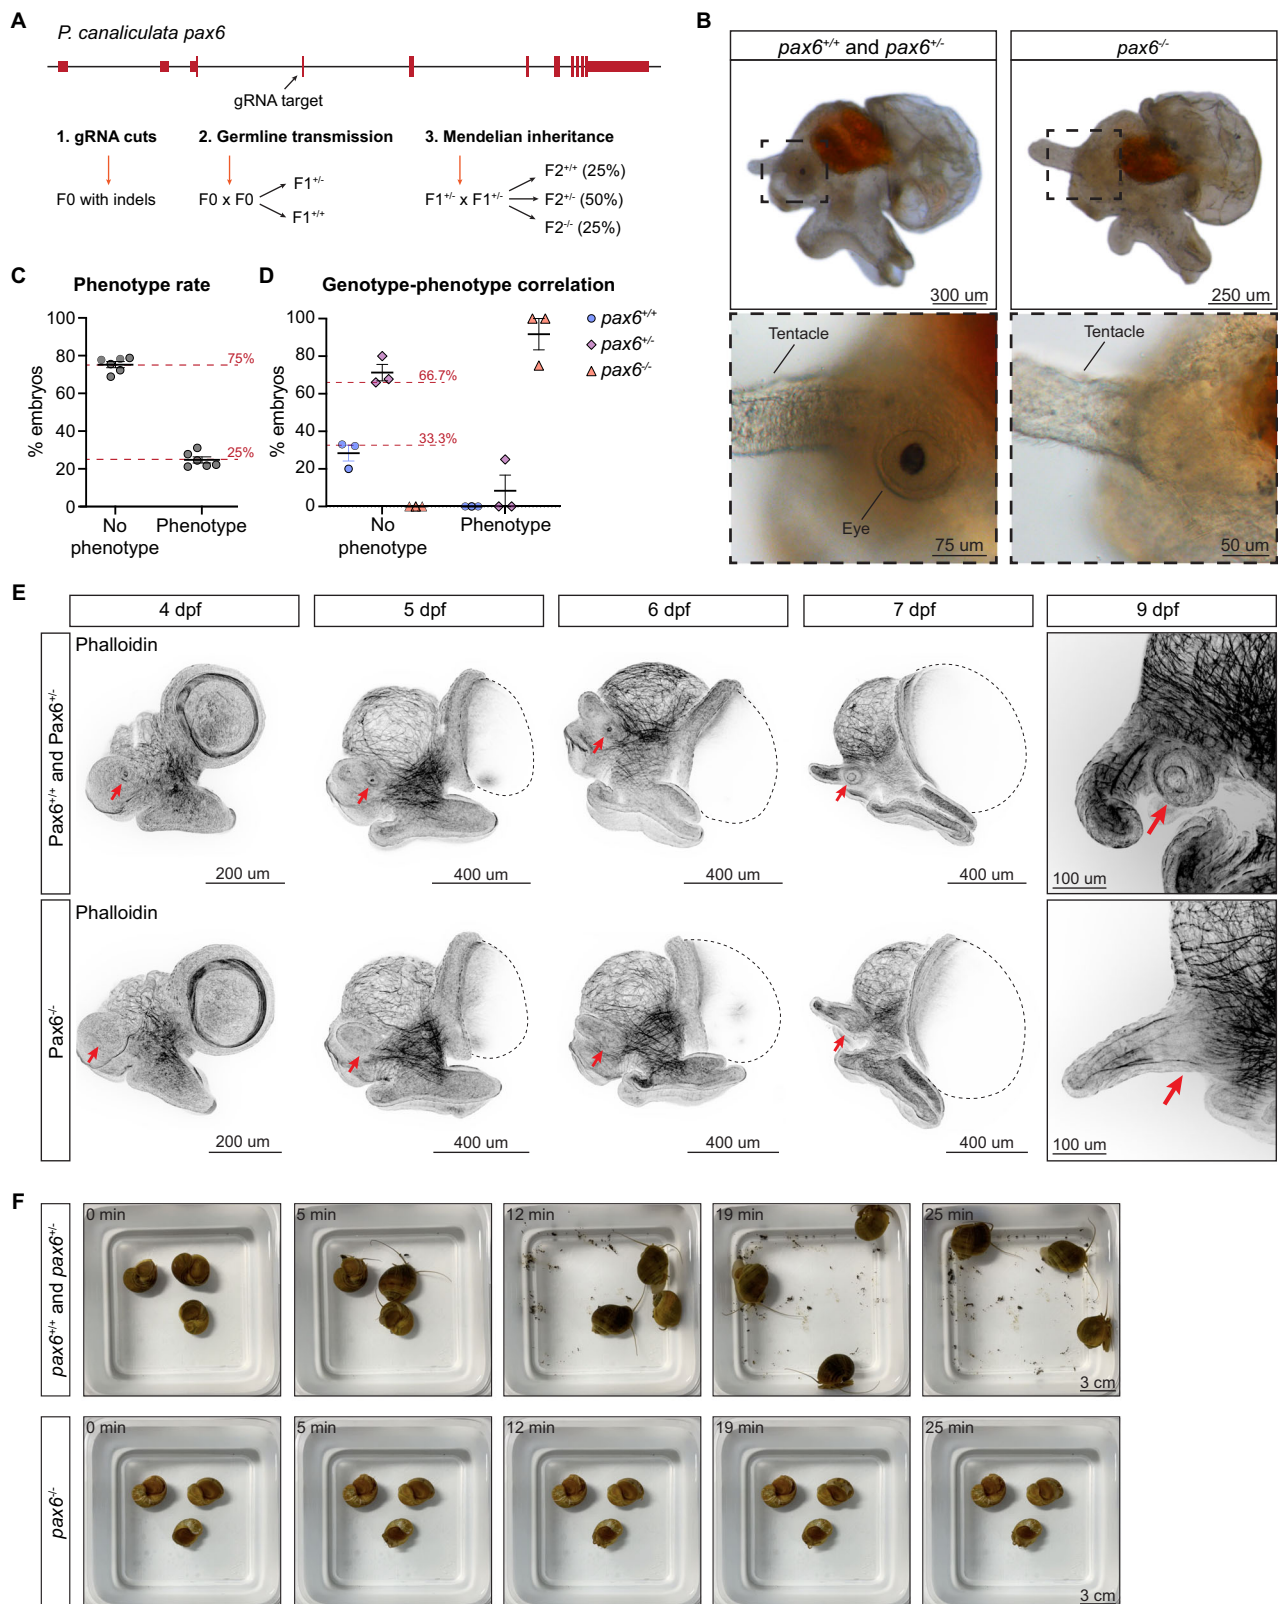 A
P. canaliculata pax6
gRNA target
1. gRNA cuts
F0 with indels
2. Germline transmission
F0 x F0
F1+/-
F1+/+
3. Mendelian inheritance
F1+/- x F1+/-
F2+/+ (25%)
F2+/- (50%)
F2-/- (25%)
B
pax6+/+ and pax6+/-
pax6-/-
300 um
250 um
Tentacle
Eye
75 um
Tentacle
50 um
C
Phenotype rate
% embryos
100
80
60
40
20
0
75%
25%
No
phenotype
Phenotype
D
Genotype-phenotype correlation
% embryos
100
80
60
40
20
0
66.7%
33.3%
No
phenotype
Phenotype
pax6+/+
pax6+/-
pax6-/-
E
4 dpf
5 dpf
6 dpf
7 dpf
9 dpf
Pax6+/+ and Pax6+/-
Phalloidin
200 um
400 um
400 um
400 um
100 um
Pax6-/-
Phalloidin
200 um
400 um
400 um
400 um
100 um
F
pax6+/+ and pax6+/-
0 min
5 min
12 min
19 min
25 min
3 cm
pax6-/-
0 min
5 min
12 min
19 min
25 min
3 cm